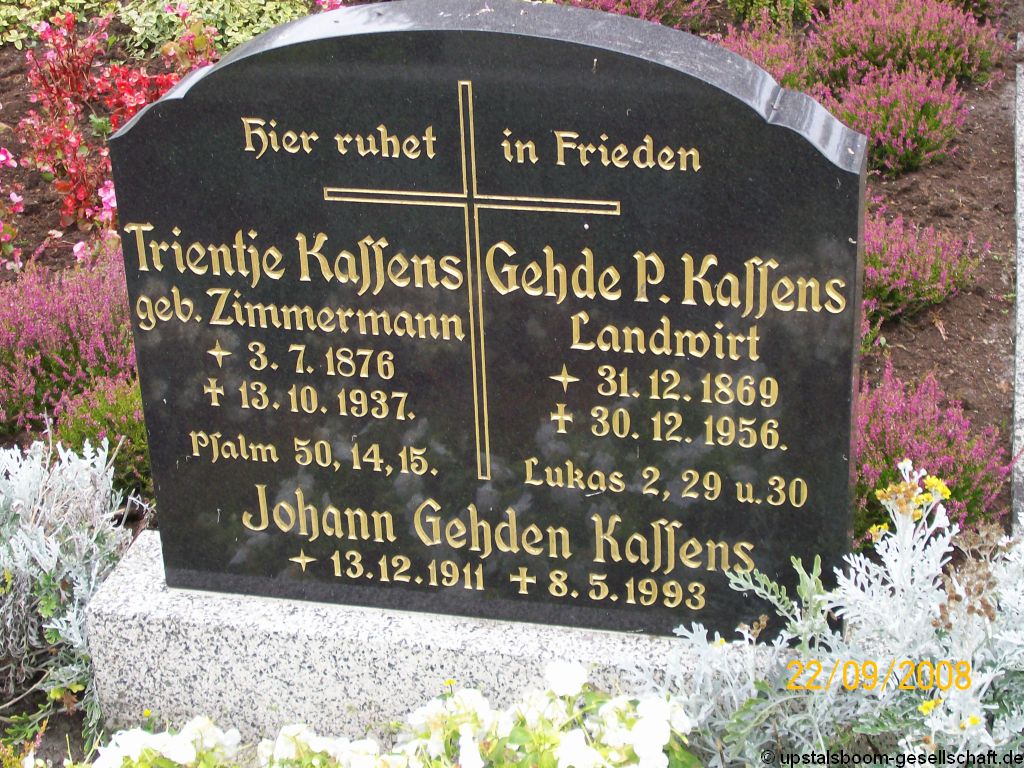 Hier ruhet in Frieden
Trientje Kassens
geb. Zimmermann
3. 7. 1876
13. 10. 1937.
Psalm 50, 14, 15.
Gehde P. Kassens
Landwirt
31. 12. 1869
30. 12. 1956.
Lukas 2, 29 u. 30
Johann Gehden Kassens
13. 12. 1911 8. 5. 1993
22/09/2008
© upstalsboom-gesellschaft.de